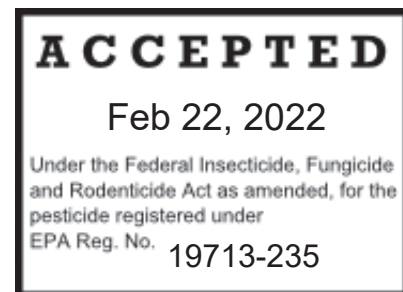 ACCEPTED
Feb 22, 2022
Under the Federal Insecticide, Fungicide
and Rodenticide Act as amended, for the
pesticide registered under
EPA Reg. No. 19713-235